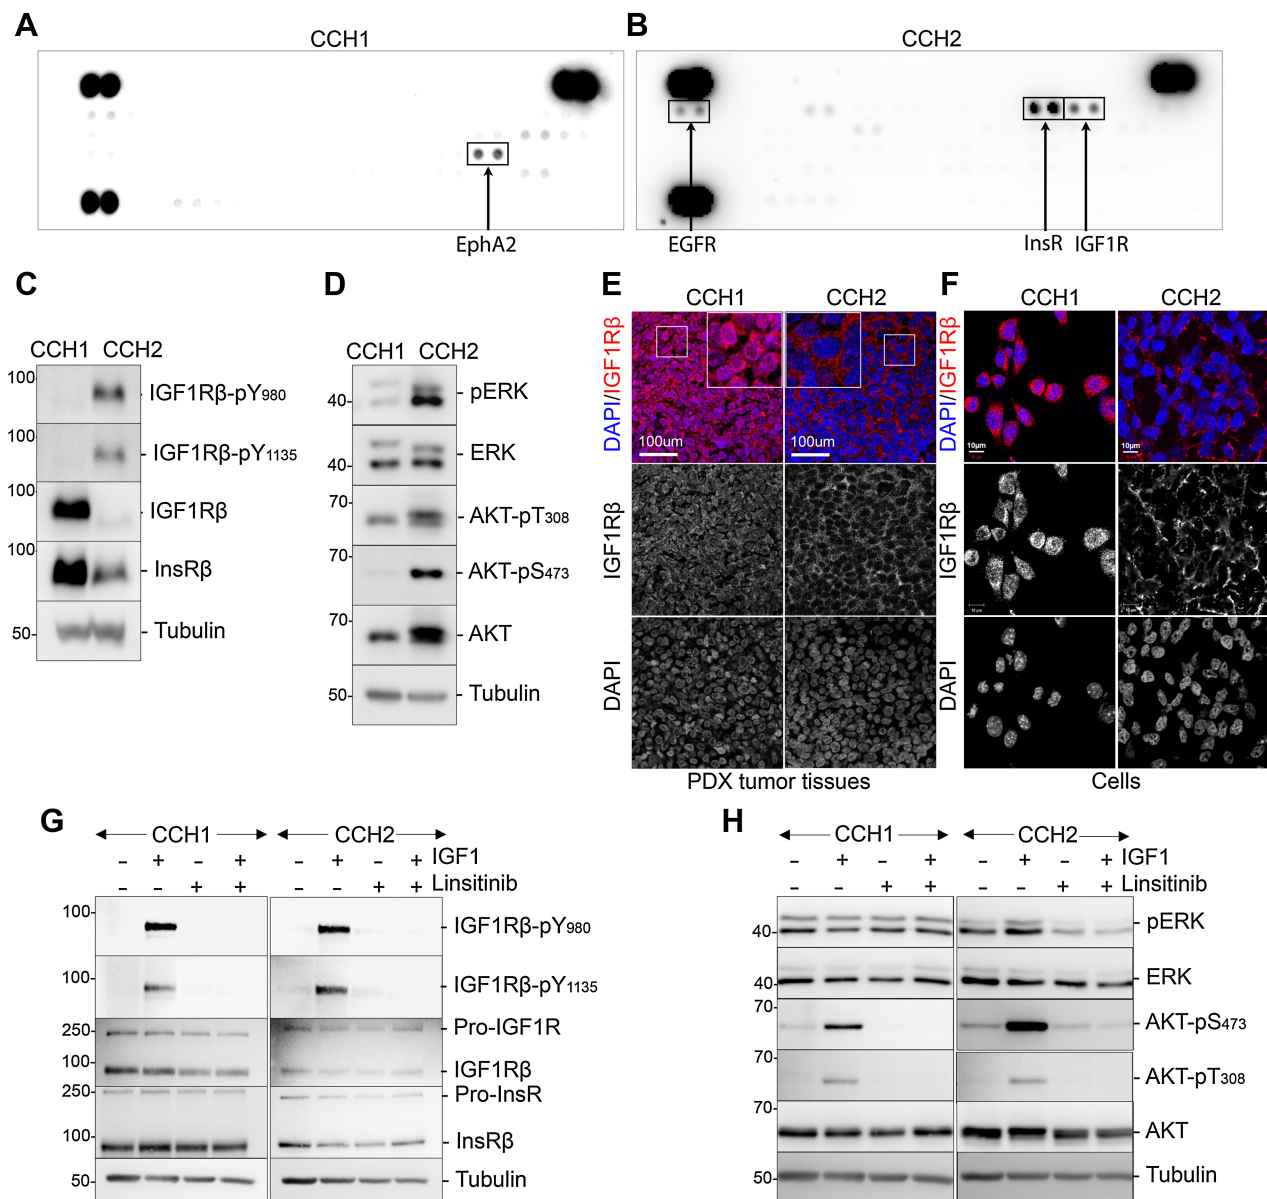 A
CCH1
EphA2
B
CCH2
EGFR
InsR
IGF1R
C
CCH1 CCH2
100
IGF1Rβ-pY980
100
IGF1Rβ-pY1135
100
IGF1Rβ
100
InsRβ
50
Tubulin
D
CCH1 CCH2
40
pERK
40
ERK
70
AKT-pT308
70
AKT-pS473
70
AKT
50
Tubulin
E
CCH1 CCH2
DAPI/IGF1Rβ
100um
100um
IGF1Rβ
DAPI
PDX tumor tissues
F
CCH1 CCH2
DAPI/IGF1Rβ
10µm
10µm
IGF1Rβ
DAPI
Cells
G
CCH1 CCH2
- + - + - + - + IGF1
- - + + - - + + Linsitinib
100
IGF1Rβ-pY980
100
IGF1Rβ-pY1135
250
Pro-IGF1R
100
IGF1Rβ
250
Pro-InsR
100
InsRβ
50
Tubulin
H
CCH1 CCH2
- + - + - + - + IGF1
- - + + - - + + Linsitinib
40
pERK
40
ERK
70
AKT-pS473
70
AKT-pT308
70
AKT
50
Tubulin